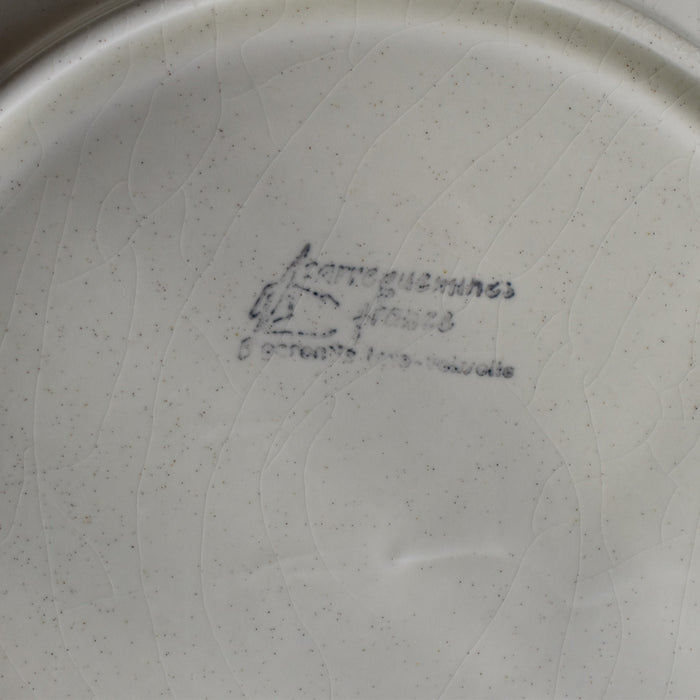 sarreguemines
france
garantie lave-vaisselle